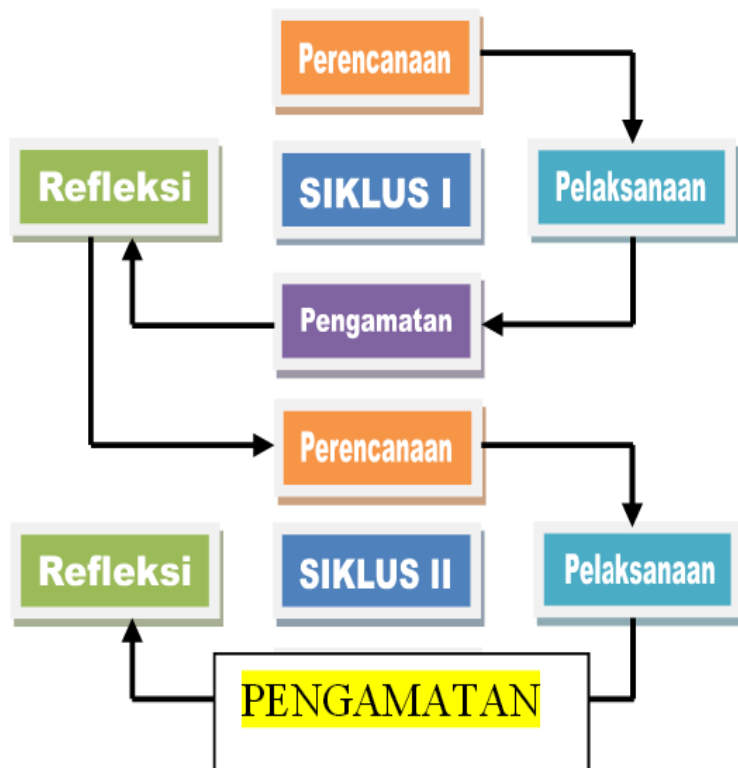 Perencanaan
Refleksi
SIKLUS I
Pelaksanaan
Pengamatan
Perencanaan
Refleksi
SIKLUS II
Pelaksanaan
PENGAMATAN